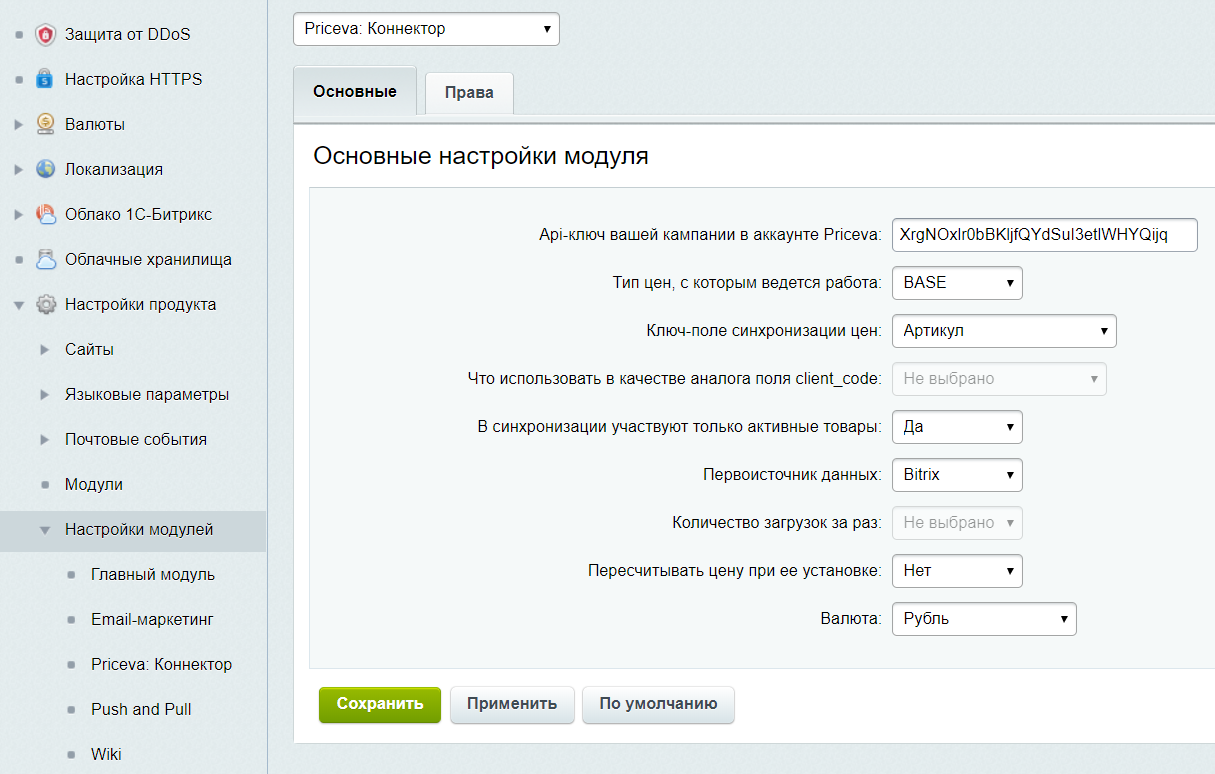 Защита от DDoS
Настройка HTTPS
Валюты
Локализация
Облако 1С-Битрикс
Облачные хранилища
Настройки продукта
Сайты
Языковые параметры
Почтовые события
Модули
Настройки модулей
Главный модуль
Email-маркетинг
Priceva: Коннектор
Push and Pull
Wiki
Priceva: Коннектор
Основные
Права
Основные настройки модуля
Api-ключ вашей кампании в аккаунте Priceva: XrgNOxlr0bBKljfQYdSul3etlWHYQijq
Тип цен, с которым ведется работа: BASE
Ключ-поле синхронизации цен: Артикул
Что использовать в качестве аналога поля client_code: Не выбрано
В синхронизации участвуют только активные товары: Да
Первоисточник данных: Bitrix
Количество загрузок за раз: Не выбрано
Пересчитывать цену при ее установке: Нет
Валюта: Рубль
Сохранить
Применить
По умолчанию